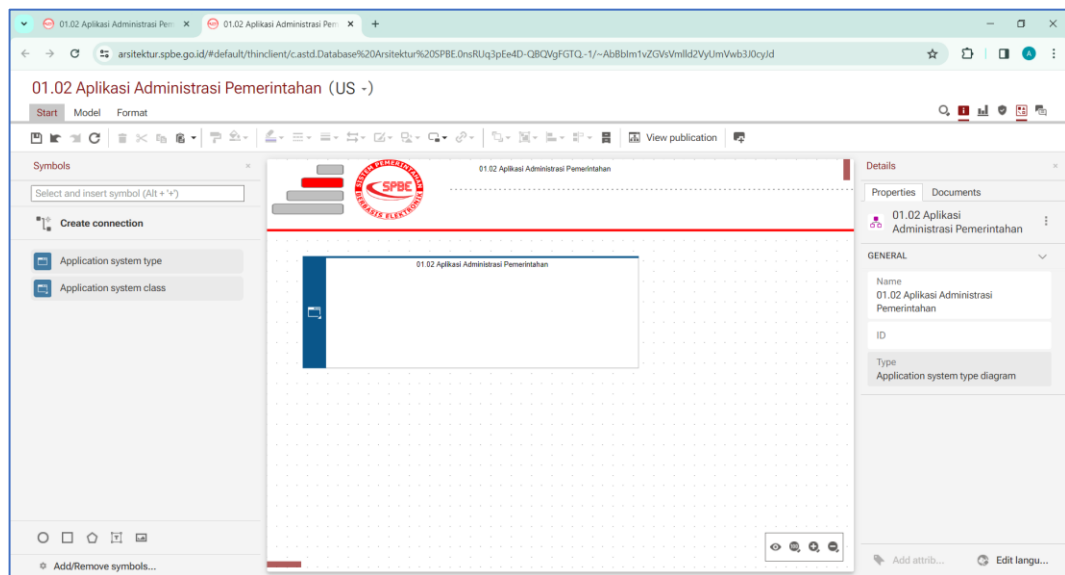 01.02 Aplikasi Administrasi Pem
01.02 Aplikasi Administrasi Pem
arsitektur.spbe.go.id/#default/thinclient/c.astd.Database%20Arsitektur%20SPBE.0nsRUq3pEe4D-QBQVgFGTQ.-1/~AbBbIm1vZGVsVmlld2VyUmVwb3J0cyJd
A
01.02 Aplikasi Administrasi Pemerintahan (US -)
Start Model Format
View publication
Symbols
Select and insert symbol (Alt + '+')
Create connection
Application system type
Application system class
Add/Remove symbols...
01.02 Aplikasi Administrasi Pemerintahan
SISTEM PEMERINTAHAN
SPBE
BERBASIS ELEKTRONIK
01.02 Aplikasi Administrasi Pemerintahan
Details
Properties Documents
01.02 Aplikasi
Administrasi Pemerintahan
GENERAL
Name
01.02 Aplikasi Administrasi
Pemerintahan
ID
Type
Application system type diagram
Add attrib...
Edit langu...